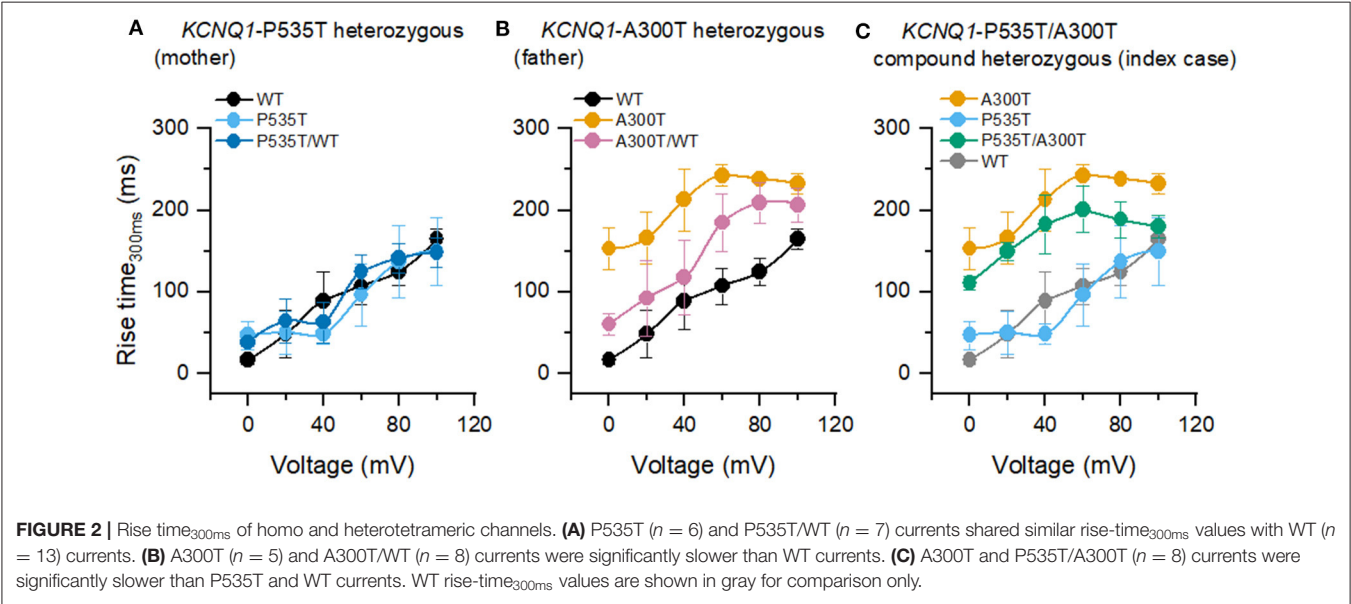 A KCNQ1-P535T heterozygous
(mother)
WT
P535T
P535T/WT
Rise time300ms (ms)
300
200
100
0
0 40 80 120
Voltage (mV)
B KCNQ1-A300T heterozygous
(father)
WT
A300T
A300T/WT
300
200
100
0
0 40 80 120
Voltage (mV)
C KCNQ1-P535T/A300T
compound heterozygous (index case)
A300T
P535T
P535T/A300T
WT
300
200
100
0
0 40 80 120
Voltage (mV)
FIGURE 2 | Rise time300ms of homo and heterotetrameric channels. (A) P535T (n = 6) and P535T/WT (n = 7) currents shared similar rise-time300ms values with WT (n
= 13) currents. (B) A300T (n = 5) and A300T/WT (n = 8) currents were significantly slower than WT currents. (C) A300T and P535T/A300T (n = 8) currents were
significantly slower than P535T and WT currents. WT rise-time300ms values are shown in gray for comparison only.